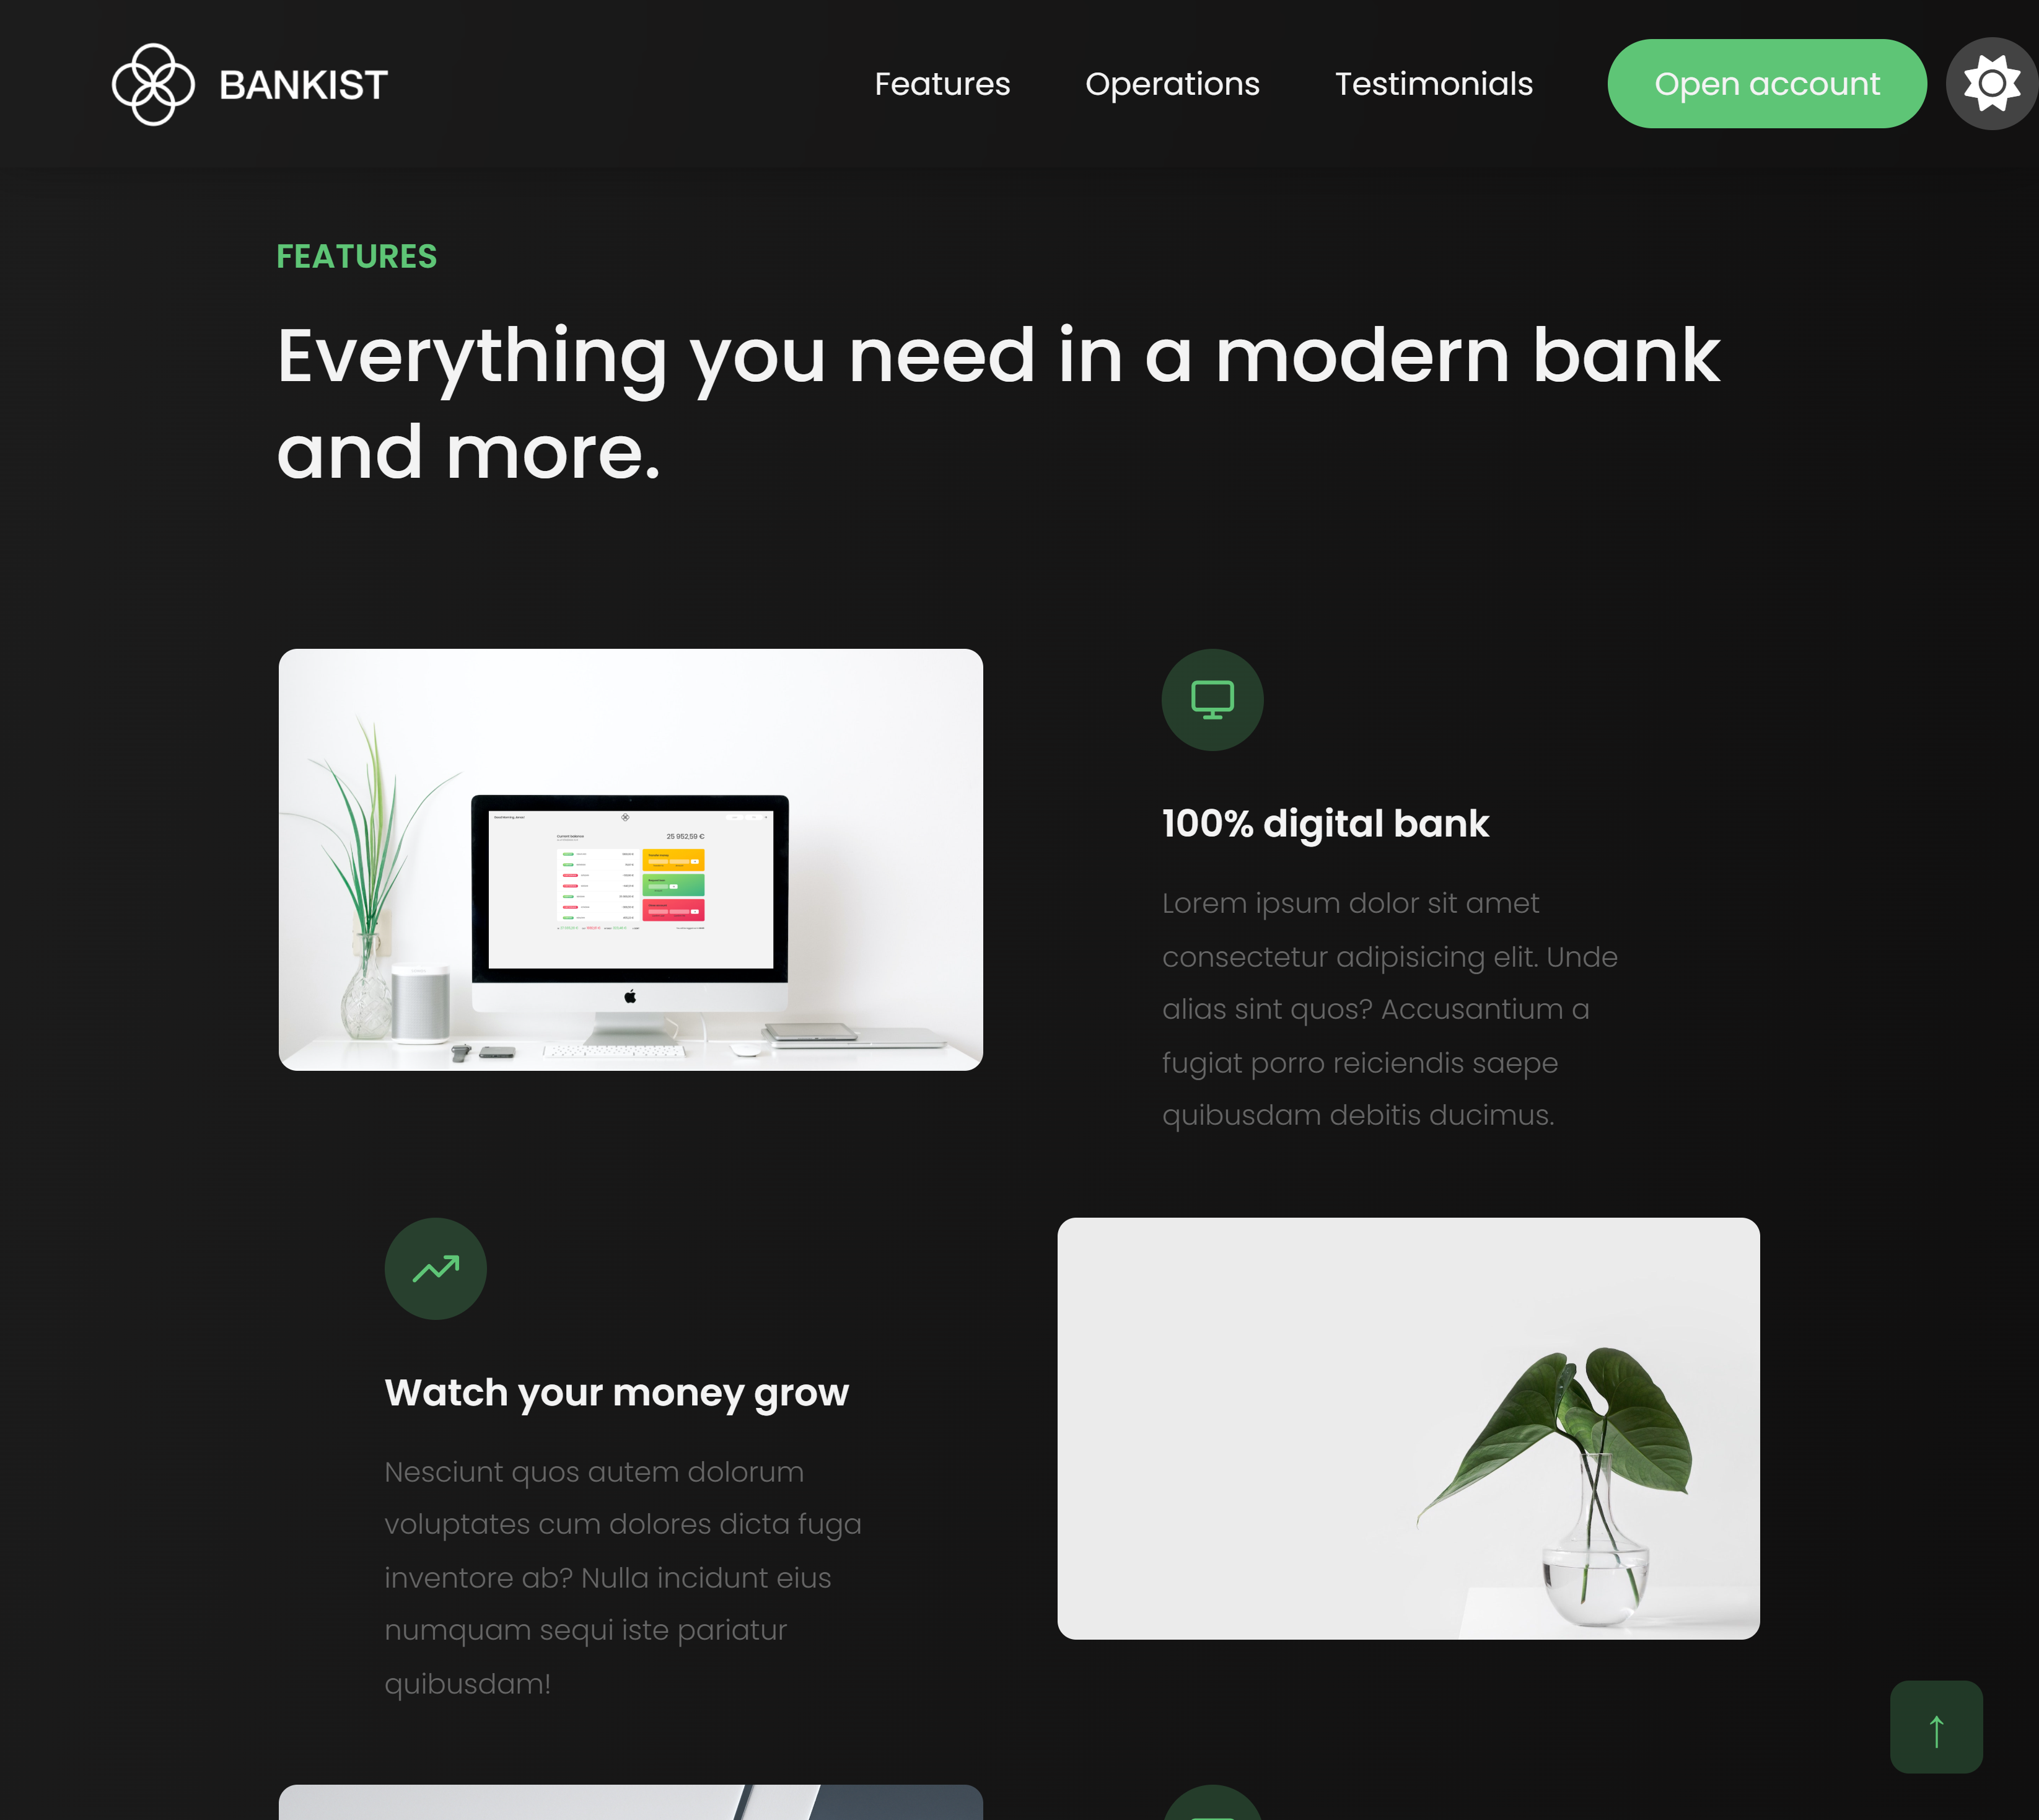 BANKIST
Features
Operations
Testimonials
Open account
FEATURES
Everything you need in a modern bank
and more.
25 952,59 €
100% digital bank
Lorem ipsum dolor sit amet
consectetur adipisicing elit. Unde
alias sint quos? Accusantium a
fugiat porro reiciendis saepe
quibusdam debitis ducimus.
Watch your money grow
Nesciunt quos autem dolorum
voluptates cum dolores dicta fuga
inventore ab? Nulla incidunt eius
numquam sequi iste pariatur
quibusdam!
↑